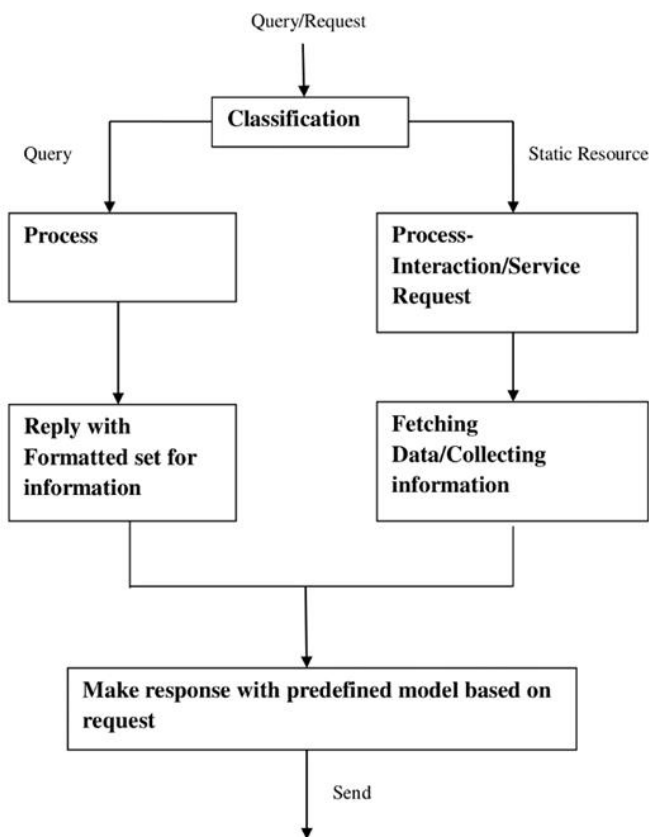 Query/Request
Classification
Query
Static Resource
Process
Process-
Interaction/Service
Request
Reply with
Formatted set for
information
Fetching
Data/Collecting
information
Make response with predefined model based on
request
Send